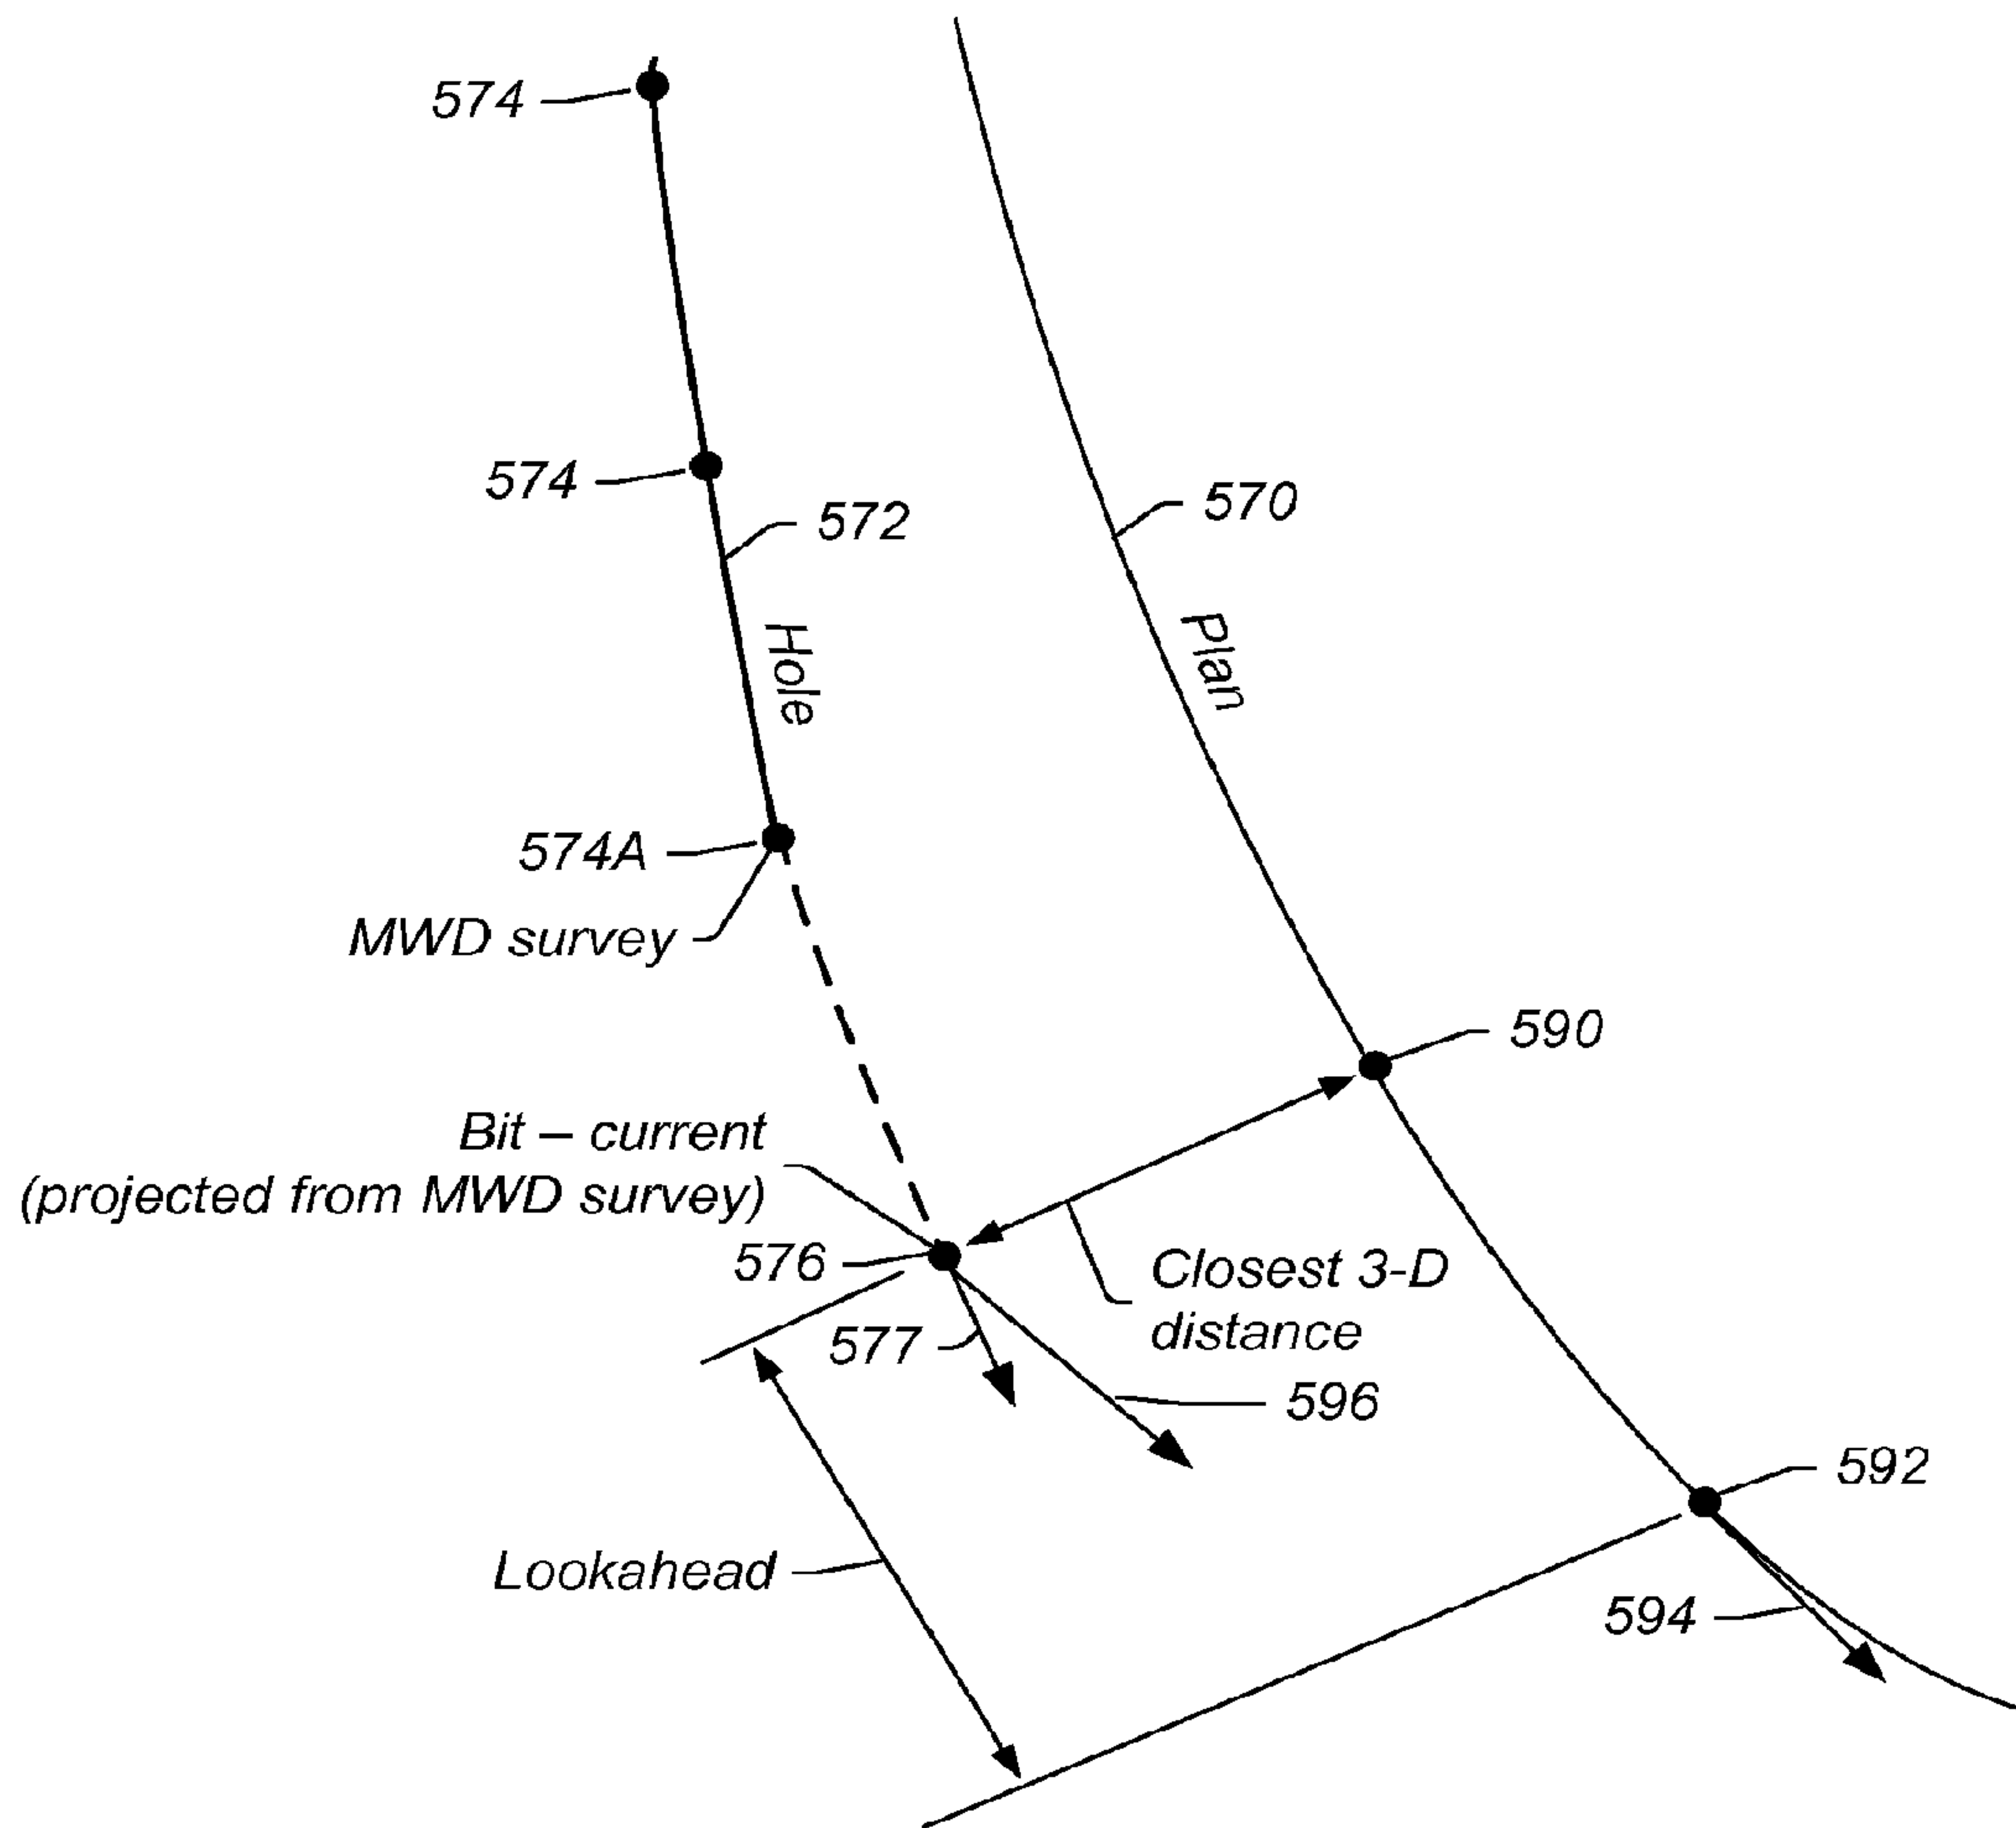 574
574
572
570
Hole
Plan
574A
MWD survey
590
Bit – current
(projected from MWD survey)
576
Closest 3-D
distance
577
596
592
Lookahead
594